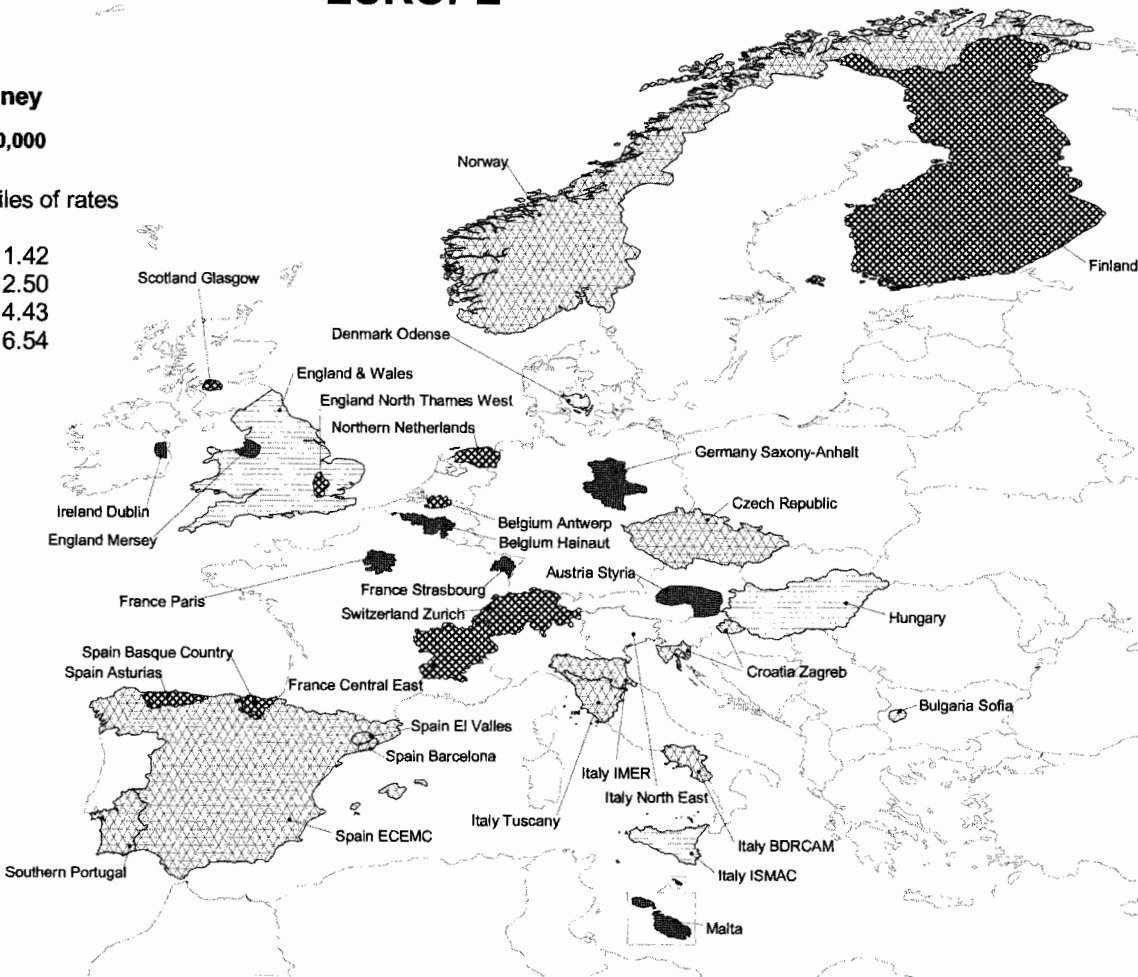 ney
0,000
iles of rates
1.42
2.50
4.43
6.54
Norway
Finland
Scotland Glasgow
Denmark Odense
England & Wales
England North Thames West
Northern Netherlands
Germany Saxony-Anhalt
Czech Republic
Ireland Dublin
England Mersey
Belgium Antwerp
Belgium Hainaut
Austria Styria
France Strasbourg
France Paris
Switzerland Zurich
Hungary
Spain Basque Country
Spain Asturias
France Central East
Croatia Zagreb
Bulgaria Sofia
Spain El Valles
Spain Barcelona
Italy IMER
Italy North East
Italy Tuscany
Spain ECEMC
Italy BDRCAM
Southern Portugal
Italy ISMAC
Malta